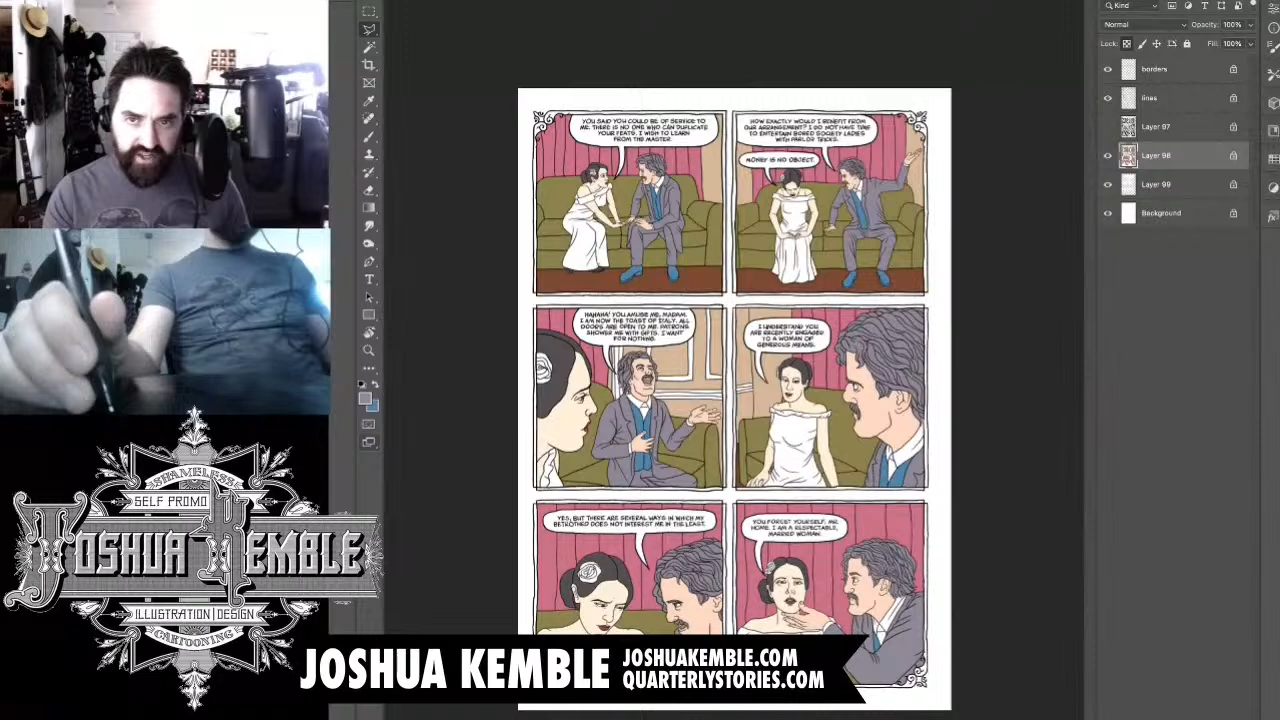 Kind
Normal
Opacity: 100%
Lock:
Fill: 100%
borders
lines
Layer 97
Layer 98
Layer 99
Background
YOU SAID YOU COULD BE OF SERVICE TO
ME. THERE IS NO ONE WHO CAN DUPLICATE
YOUR FEATS. I WISH TO LEARN
FROM THE MASTER.
HOW EXACTLY WOULD I BENEFIT FROM
OUR ARRANGEMENT? I DO NOT HAVE TIME
TO ENTERTAIN BORED SOCIETY LADIES
WITH PARLOR TRICKS.
MONEY IS NO OBJECT.
HAHAHA! YOU AMUSE ME, MADAM.
I AM NOW THE TOAST OF ITALY. ALL
DOORS ARE OPEN TO ME. PATRONS
SHOWER ME WITH GIFTS. I WANT
FOR NOTHING.
I UNDERSTAND YOU
ARE RECENTLY ENGAGED
TO A WOMAN OF
GENEROUS MEANS.
YES, BUT THERE ARE SEVERAL WAYS IN WHICH MY
BETROTHED DOES NOT INTEREST ME IN THE LEAST.
YOU FORGET YOURSELF, MR.
HOME. I AM A RESPECTABLE,
MARRIED WOMAN.
SHAMELESS
SELF PROMO
JOSHUA KEMBLE
ILLUSTRATION|DESIGN
CARTOONING
JOSHUA KEMBLE
JOSHUAKEMBLE.COM
QUARTERLYSTORIES.COM